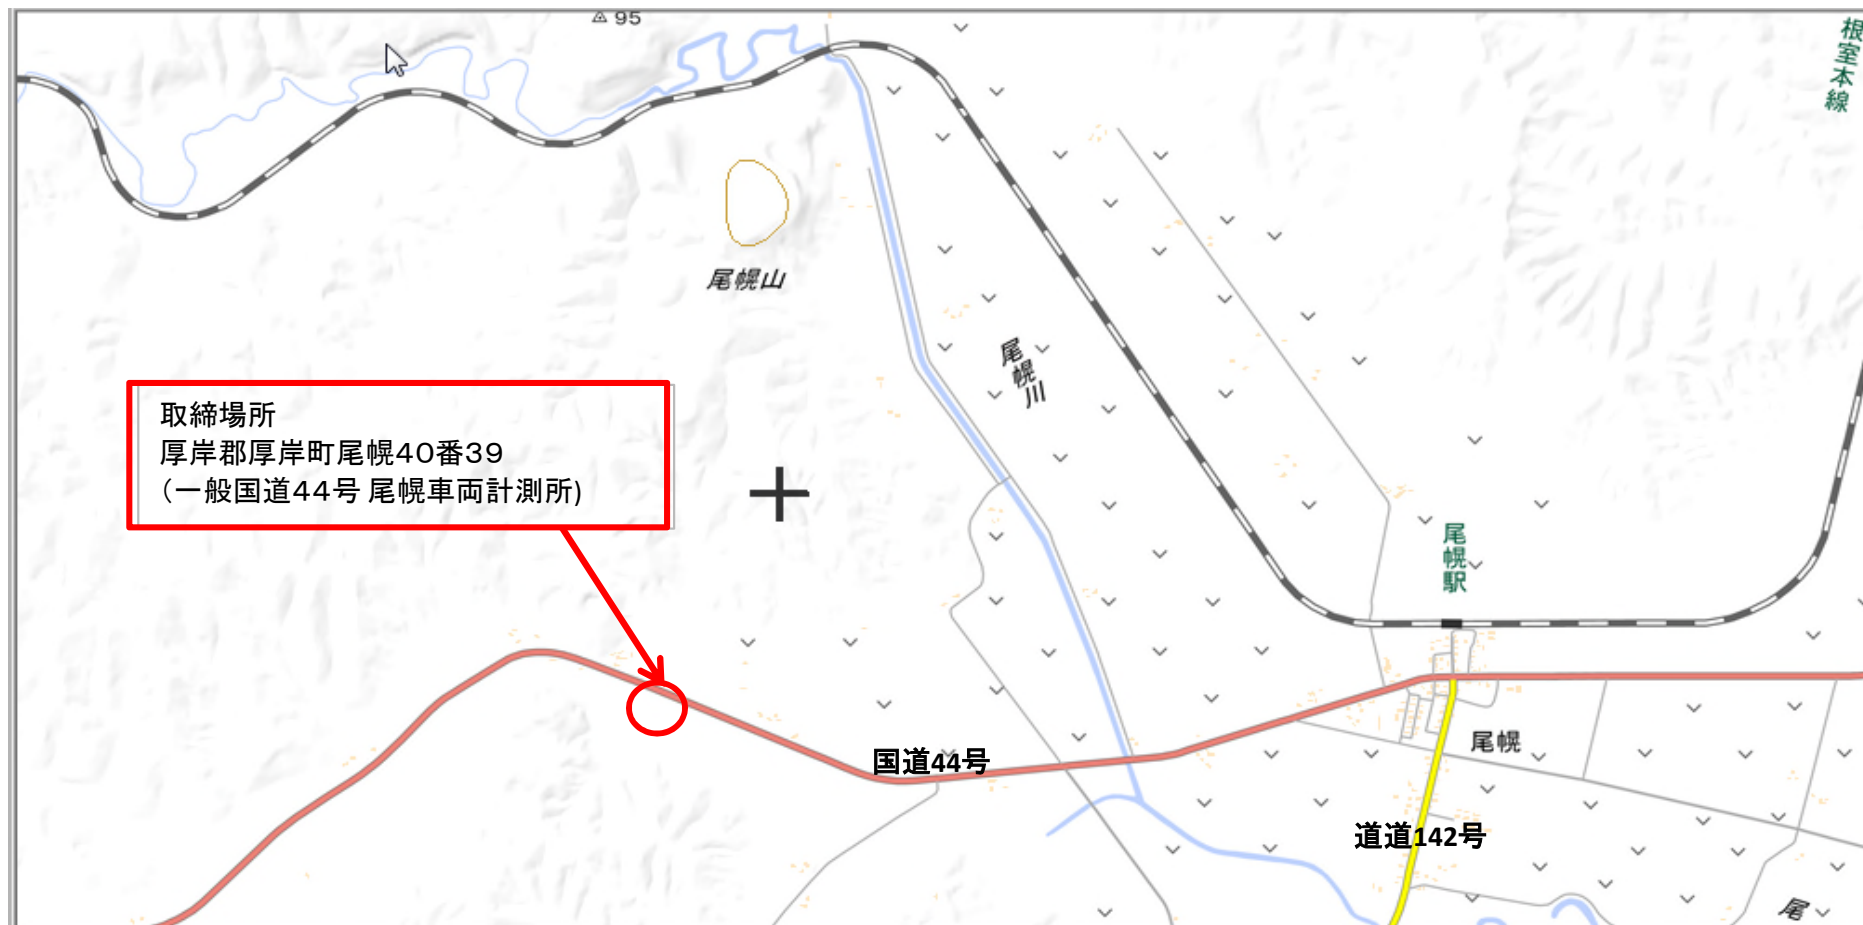 95
根室本線
尾幌山
尾幌川
取締場所
厚岸郡厚岸町尾幌40番39
（一般国道44号 尾幌車両計測所)
尾幌駅
国道44号
尾幌
道道142号
尾